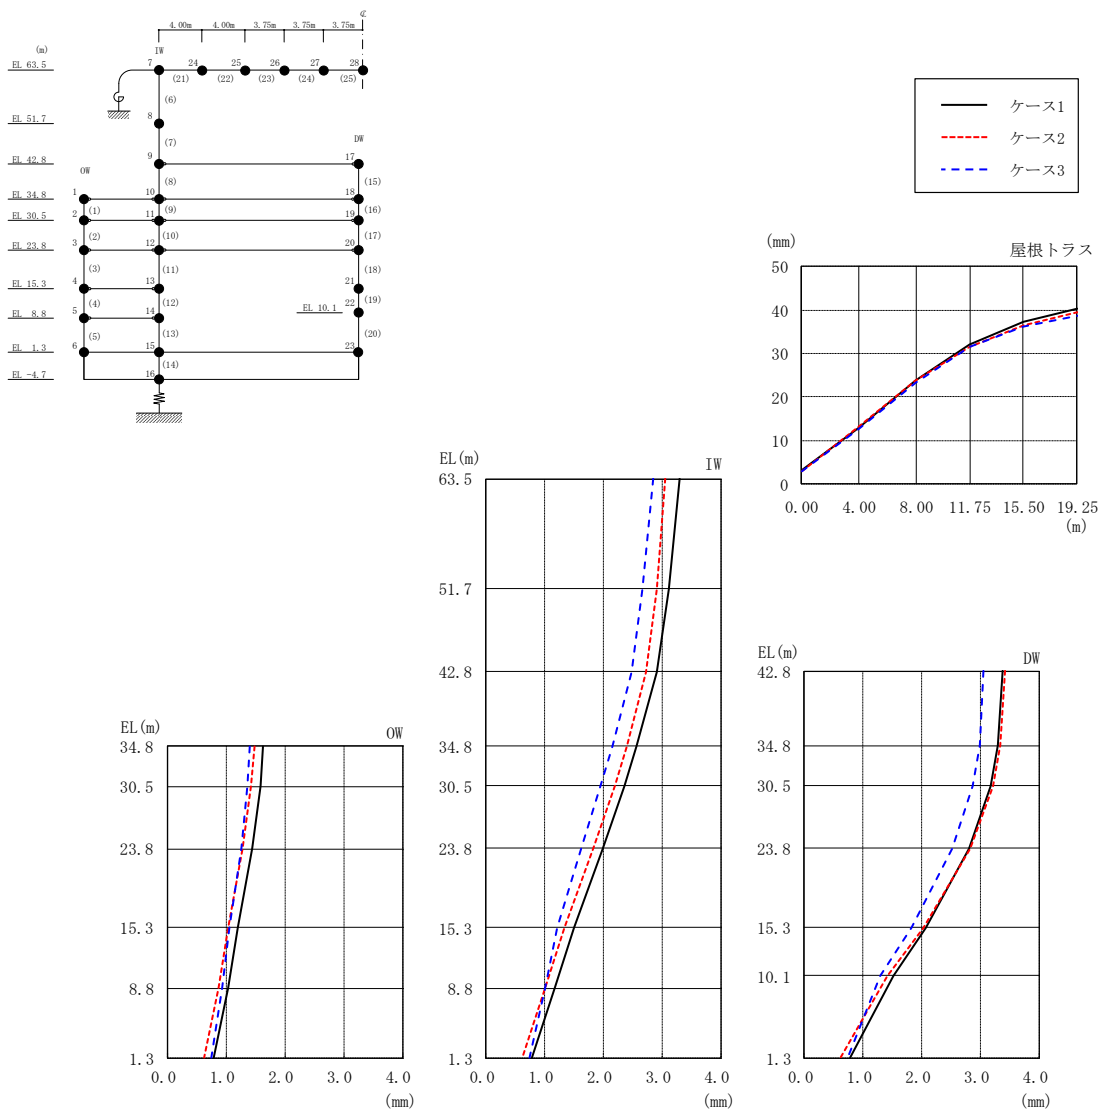 ℄
4.00m 4.00m 3.75m 3.75m 3.75m
(m) IW
EL 63.5 7 24 25 26 27 28
(21) (22) (23) (24) (25)
(6)
EL 51.7 8
(7) DW
EL 42.8 9 17
OW (8) (15)
EL 34.8 1 10 18
(1) (9) (16)
EL 30.5 2 11 19
(2) (10) (17)
EL 23.8 3 12 20
(3) (11) (18)
EL 15.3 4 13 21
(4) (12) (19)
EL 10.1 22
EL 8.8 5 14
(5) (13) (20)
EL 1.3 6 15 23
(14)
EL -4.7 16
ケース1
ケース2
ケース3
(mm) 屋根トラス
50
40
30
20
10
0
0.00 4.00 8.00 11.75 15.50 19.25
(m)
EL(m) IW
63.5
51.7
42.8
34.8
30.5
23.8
15.3
8.8
1.3
0.0 1.0 2.0 3.0 4.0
(mm)
EL(m) DW
42.8
34.8
30.5
23.8
15.3
10.1
1.3
0.0 1.0 2.0 3.0 4.0
(mm)
EL(m) OW
34.8
30.5
23.8
15.3
8.8
1.3
0.0 1.0 2.0 3.0 4.0
(mm)